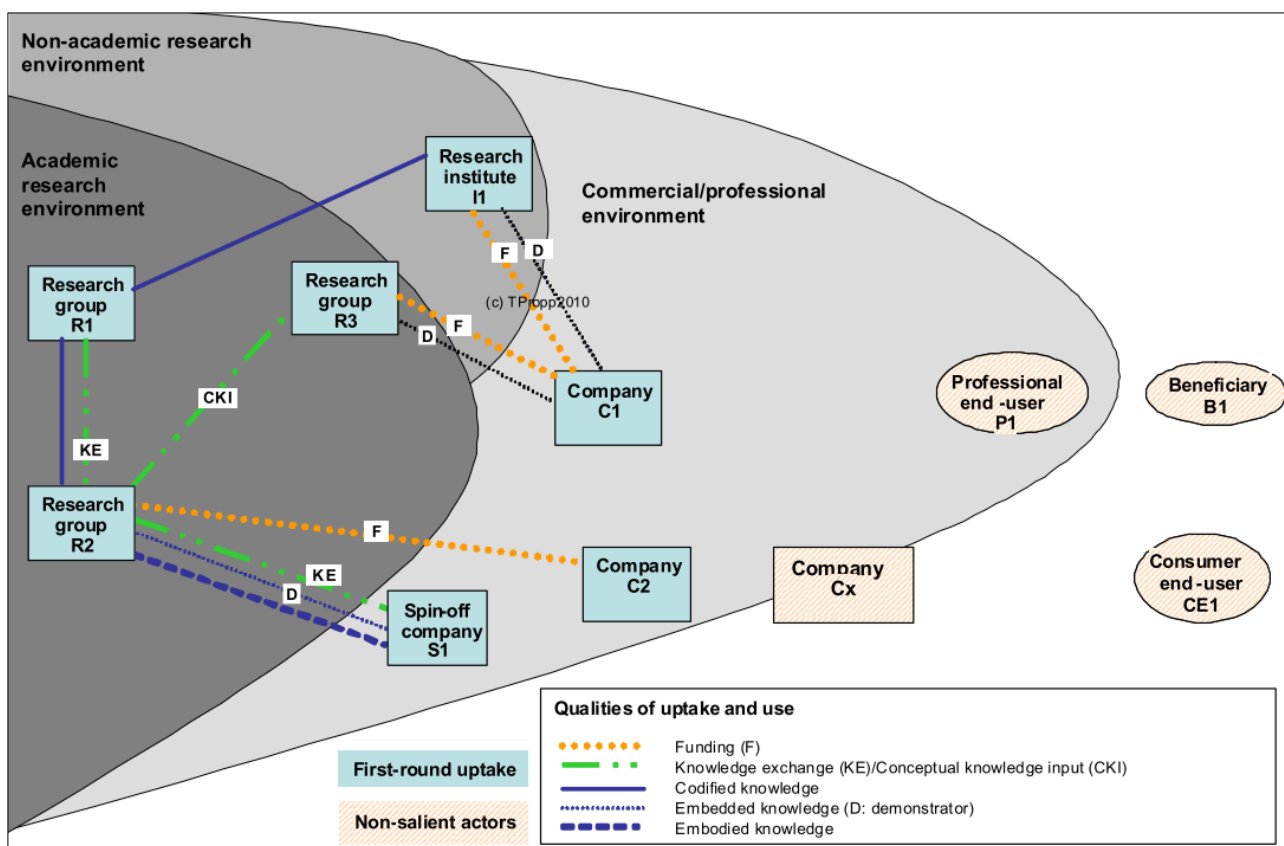 Non-academic research
environment
Academic
research
environment
Research
institute
I1
Commercial/professional
environment
F
D
Research
group
R1
Research
group
R3
(c) TPropp2010
F
D
Company
C1
Professional
end -user
P1
Beneficiary
B1
CKI
KE
Research
group
R2
F
KE
D
Company
C2
Company
Cx
Consumer
end -user
CE1
Spin-off
company
S1
Qualities of uptake and use
Funding (F)
Knowledge exchange (KE)/Conceptual knowledge input (CKI)
Codified knowledge
Embedded knowledge (D: demonstrator)
Embodied knowledge
First-round uptake
Non-salient actors